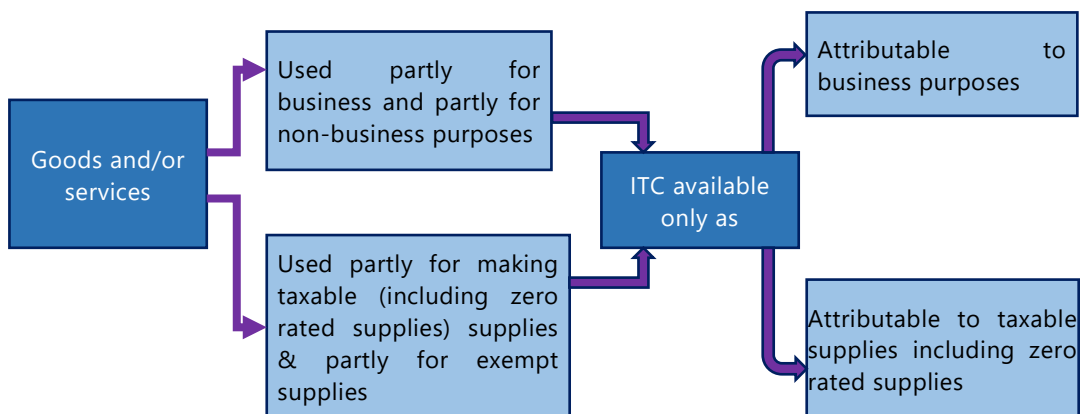 Goods and/or
services
Used partly for
business and partly for
non-business purposes
Used partly for making
taxable (including zero
rated supplies) supplies
& partly for exempt
supplies
ITC available
only as
Attributable to
business purposes
Attributable to taxable
supplies including zero
rated supplies